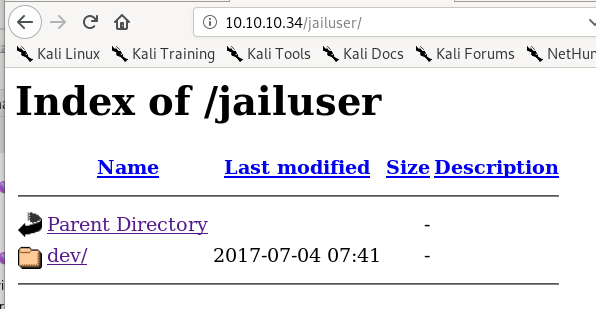 10.10.10.34/jailuser/
Kali Linux Kali Training Kali Tools Kali Docs Kali Forums NetHun
Index of /jailuser
Name Last modified Size Description
Parent Directory -
dev/ 2017-07-04 07:41 -